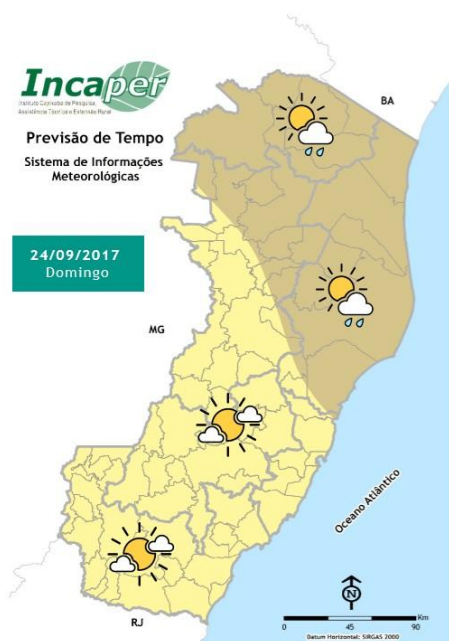 Incaper
Instituto Capixaba de Pesquisa,
Assistência Técnica e Extensão Rural
Previsão de Tempo
Sistema de Informações
Meteorológicas
24/09/2017
Domingo
BA
MG
Oceano Atlântico
RJ
N
0 45 90
Km
Datum Horizontal: SIRGAS 2000